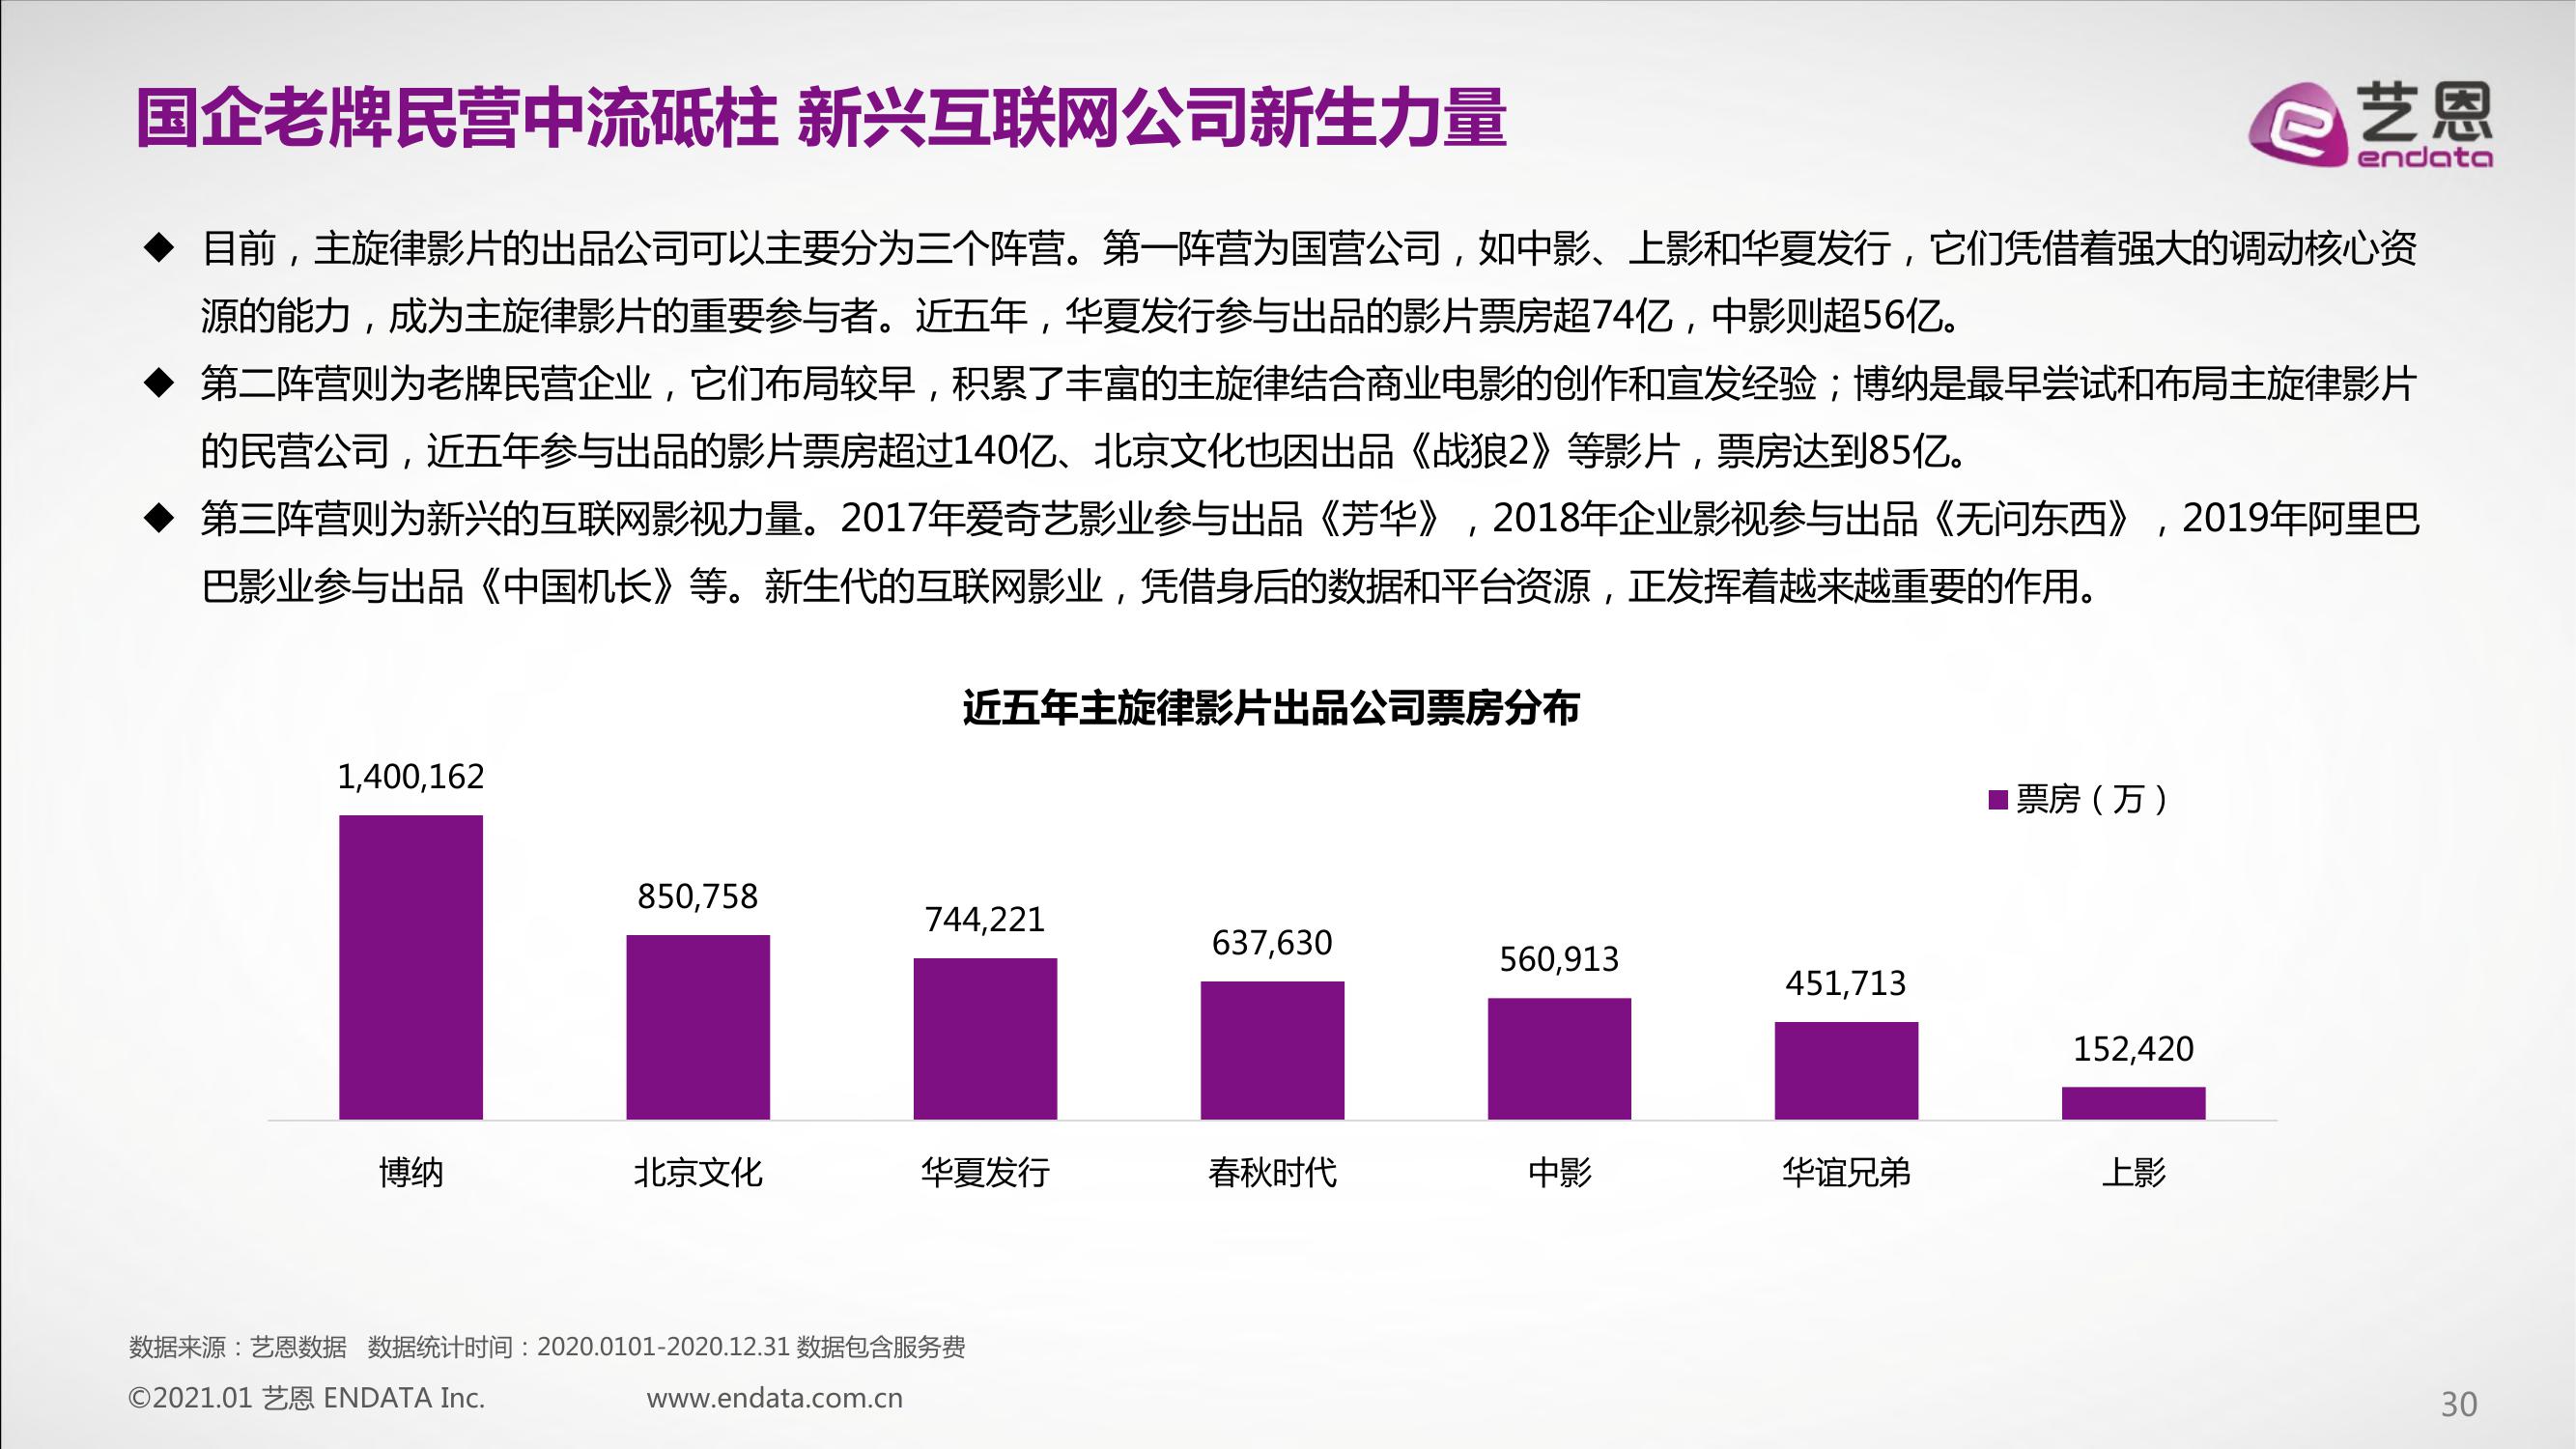 国企老牌民营中流砥柱 新兴互联网公司新生力量
艺恩
endata
◆ 目前，主旋律影片的出品公司可以主要分为三个阵营。第一阵营为国营公司，如中影、上影和华夏发行，它们凭借着强大的调动核心资
源的能力，成为主旋律影片的重要参与者。近五年，华夏发行参与出品的影片票房超74亿，中影则超56亿。
◆ 第二阵营则为老牌民营企业，它们布局较早，积累了丰富的主旋律结合商业电影的创作和宣发经验；博纳是最早尝试和布局主旋律影片
的民营公司，近五年参与出品的影片票房超过140亿、北京文化也因出品《战狼2》等影片，票房达到85亿。
◆ 第三阵营则为新兴的互联网影视力量。2017年爱奇艺影业参与出品《芳华》，2018年企业影视参与出品《无问东西》，2019年阿里巴
巴影业参与出品《中国机长》等。新生代的互联网影业，凭借身后的数据和平台资源，正发挥着越来越重要的作用。
近五年主旋律影片出品公司票房分布
票房（万）
1,400,162
850,758
744,221
637,630
560,913
451,713
152,420
博纳 北京文化 华夏发行 春秋时代 中影 华谊兄弟 上影
数据来源：艺恩数据 数据统计时间：2020.0101-2020.12.31 数据包含服务费
©2021.01 艺恩 ENDATA Inc. www.endata.com.cn
30